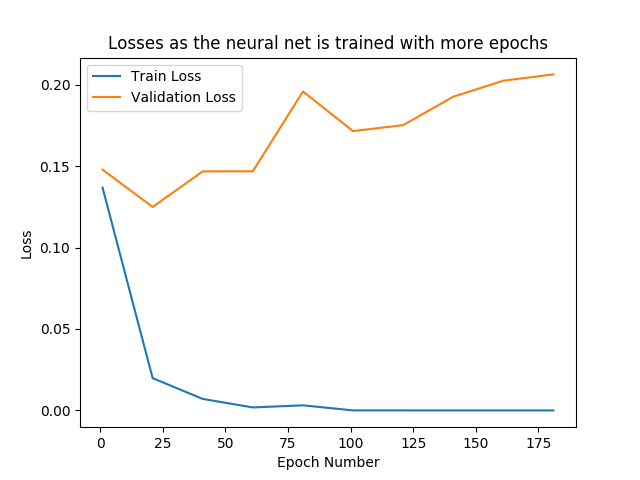 Losses as the neural net is trained with more epochs
Train Loss
Validation Loss
0.20
0.15
0.10
0.05
0.00
Loss
0 25 50 75 100 125 150 175
Epoch Number